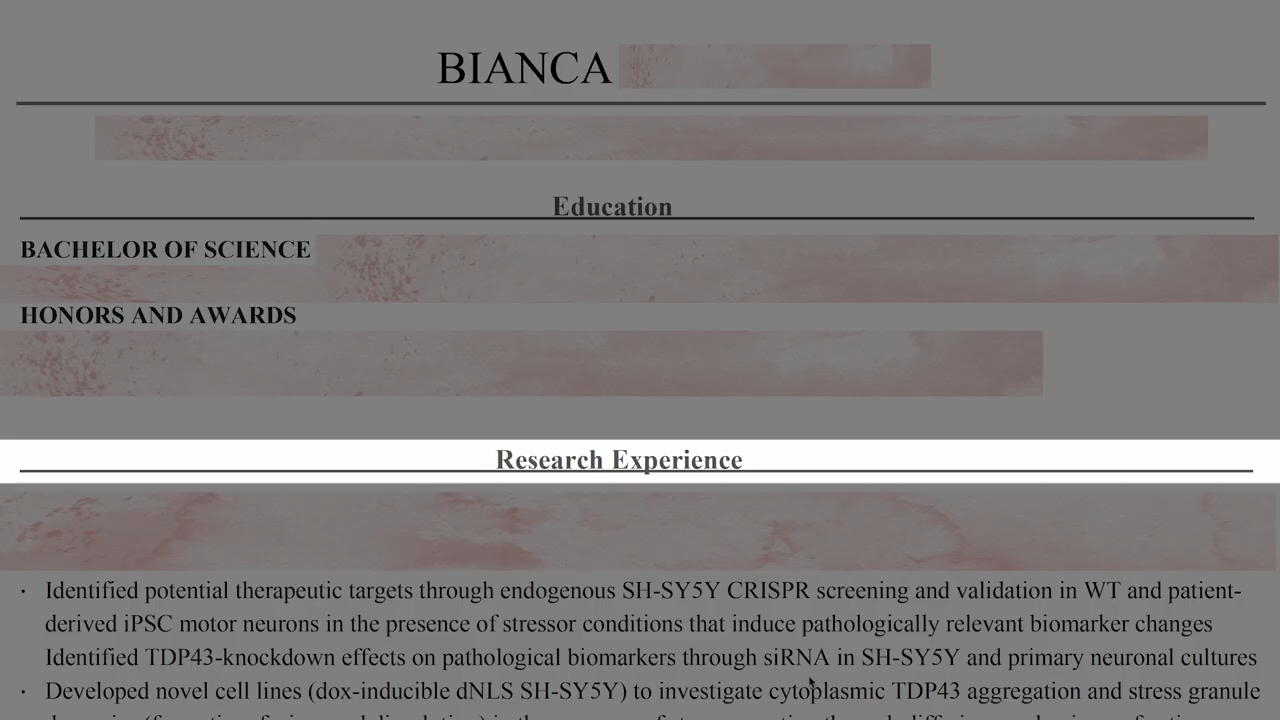 BIANCA
Education
BACHELOR OF SCIENCE
HONORS AND AWARDS
Research Experience
· Identified potential therapeutic targets through endogenous SH-SY5Y CRISPR screening and validation in WT and patient-
derived iPSC motor neurons in the presence of stressor conditions that induce pathologically relevant biomarker changes
Identified TDP43-knockdown effects on pathological biomarkers through siRNA in SH-SY5Y and primary neuronal cultures
· Developed novel cell lines (dox-inducible dNLS SH-SY5Y) to investigate cytoplasmic TDP43 aggregation and stress granule